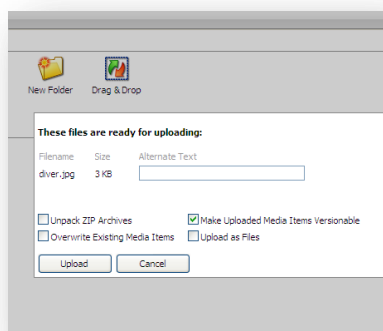 New Folder Drag & Drop
These files are ready for uploading:
Filename Size Alternate Text
diver.jpg 3 KB
Unpack ZIP Archives Make Uploaded Media Items Versionable
Overwrite Existing Media Items Upload as Files
Upload Cancel